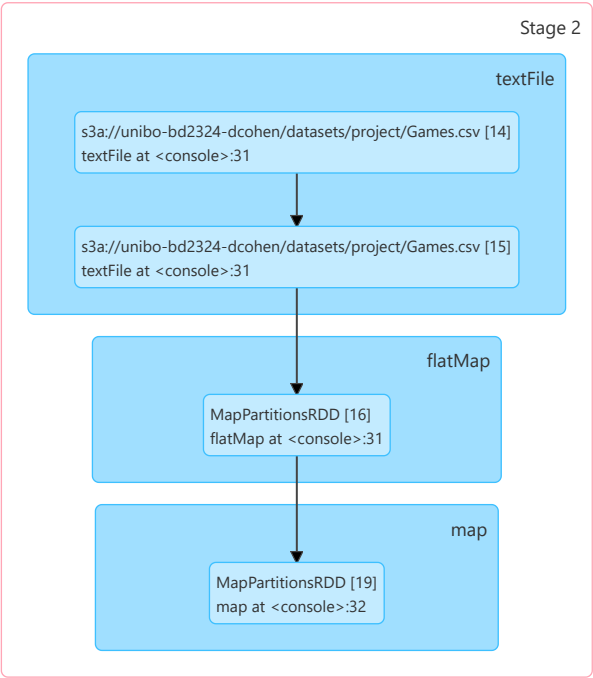 Stage 2
textFile
s3a://unibo-bd2324-dcohen/datasets/project/Games.csv [14]
textFile at <console>:31
s3a://unibo-bd2324-dcohen/datasets/project/Games.csv [15]
textFile at <console>:31
flatMap
MapPartitionsRDD [16]
flatMap at <console>:31
map
MapPartitionsRDD [19]
map at <console>:32